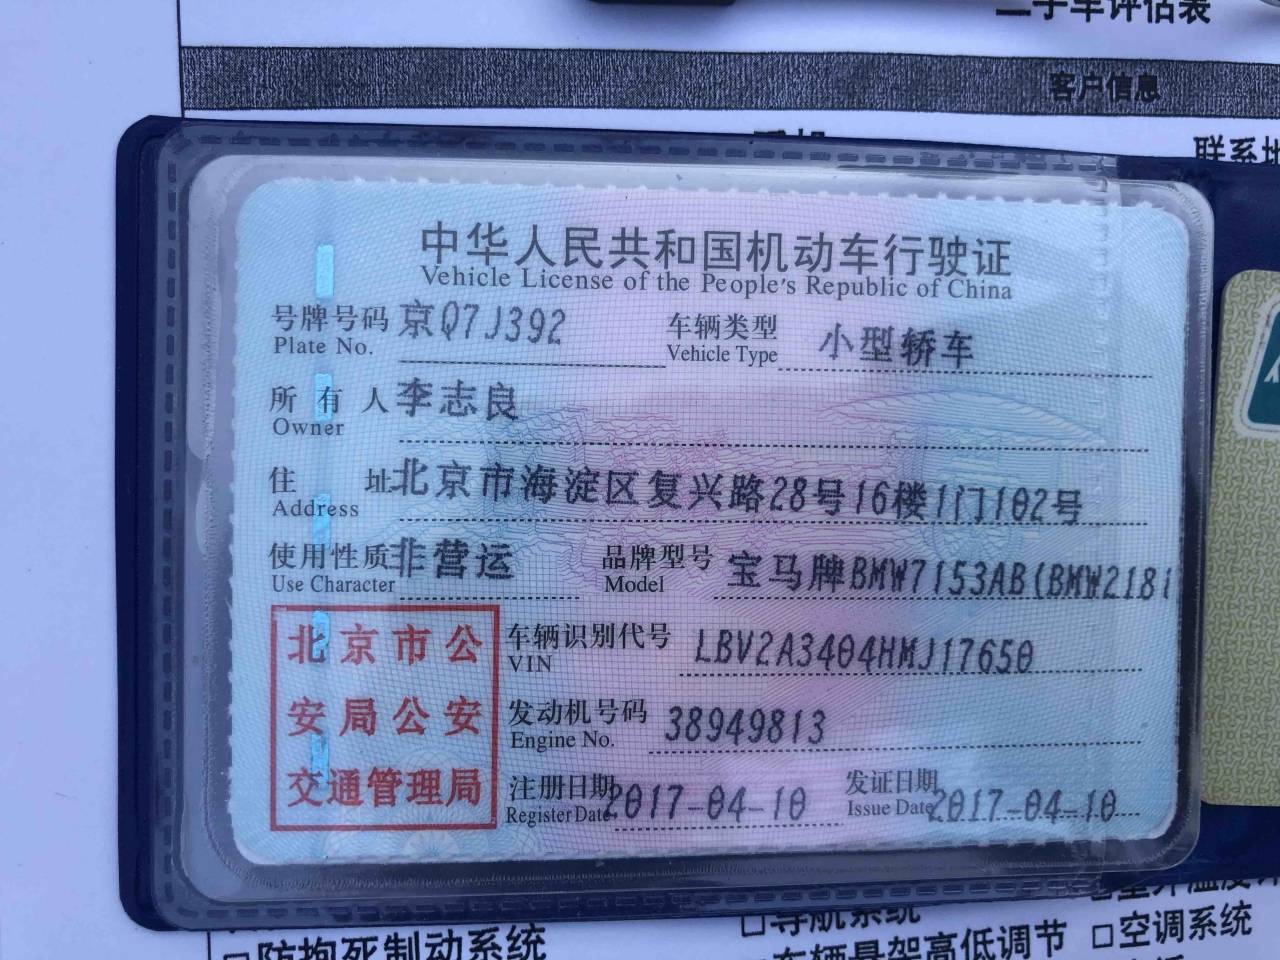 二手车评估表
客户信息
联系地
中华人民共和国机动车行驶证
Vehicle License of the People's Republic of China
号牌号码 京Q7J392 车辆类型 小型轿车
Plate No. Vehicle Type
所有人 李志良
Owner
住址 北京市海淀区复兴路28号16楼1门102号
Address
使用性质 非营运 品牌型号 宝马牌BMW7153AB(BMW218i
Use Character Model
北京市公
安局公安
交通管理局
车辆识别代号 LBV2A3404HMJ17650
VIN
发动机号码 38949813
Engine No.
注册日期 2017-04-10 发证日期 2017-04-10
Register Date Issue Date
□防抱死制动系统
□导航系统
□车辆悬架高低调节
□空调系统